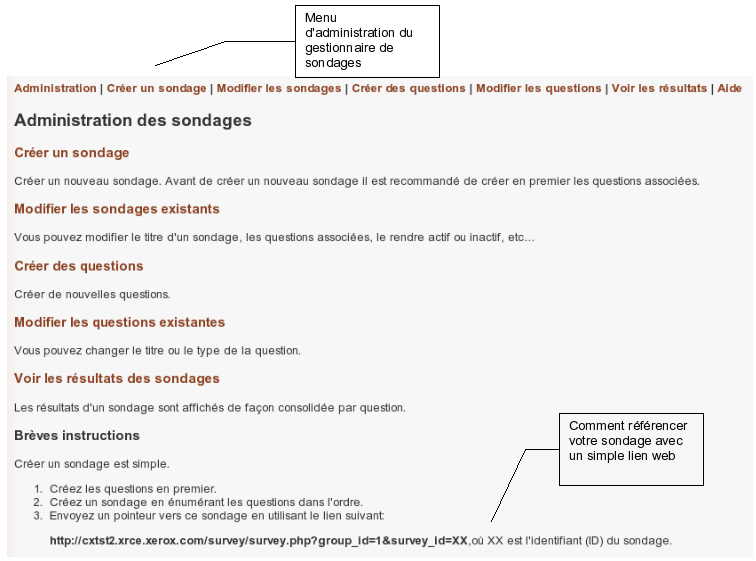 Menu
d'administration du
gestionnaire de
sondages
Administration | Créer un sondage | Modifier les sondages | Créer des questions | Modifier les questions | Voir les résultats | Aide
Administration des sondages
Créer un sondage
Créer un nouveau sondage. Avant de créer un nouveau sondage il est recommandé de créer en premier les questions associées.
Modifier les sondages existants
Vous pouvez modifier le titre d'un sondage, les questions associées, le rendre actif ou inactif, etc...
Créer des questions
Créer de nouvelles questions.
Modifier les questions existantes
Vous pouvez changer le titre ou le type de la question.
Voir les résultats des sondages
Les résultats d'un sondage sont affichés de façon consolidée par question.
Brèves instructions
Comment référencer
votre sondage avec
un simple lien web
Créer un sondage est simple.
1. Créez les questions en premier.
2. Créez un sondage en énumérant les questions dans l'ordre.
3. Envoyez un pointeur vers ce sondage en utilisant le lien suivant:
http://cxtst2.xrce.xerox.com/survey/survey.php?group_id=1&survey_id=XX,où XX est l'identifiant (ID) du sondage.